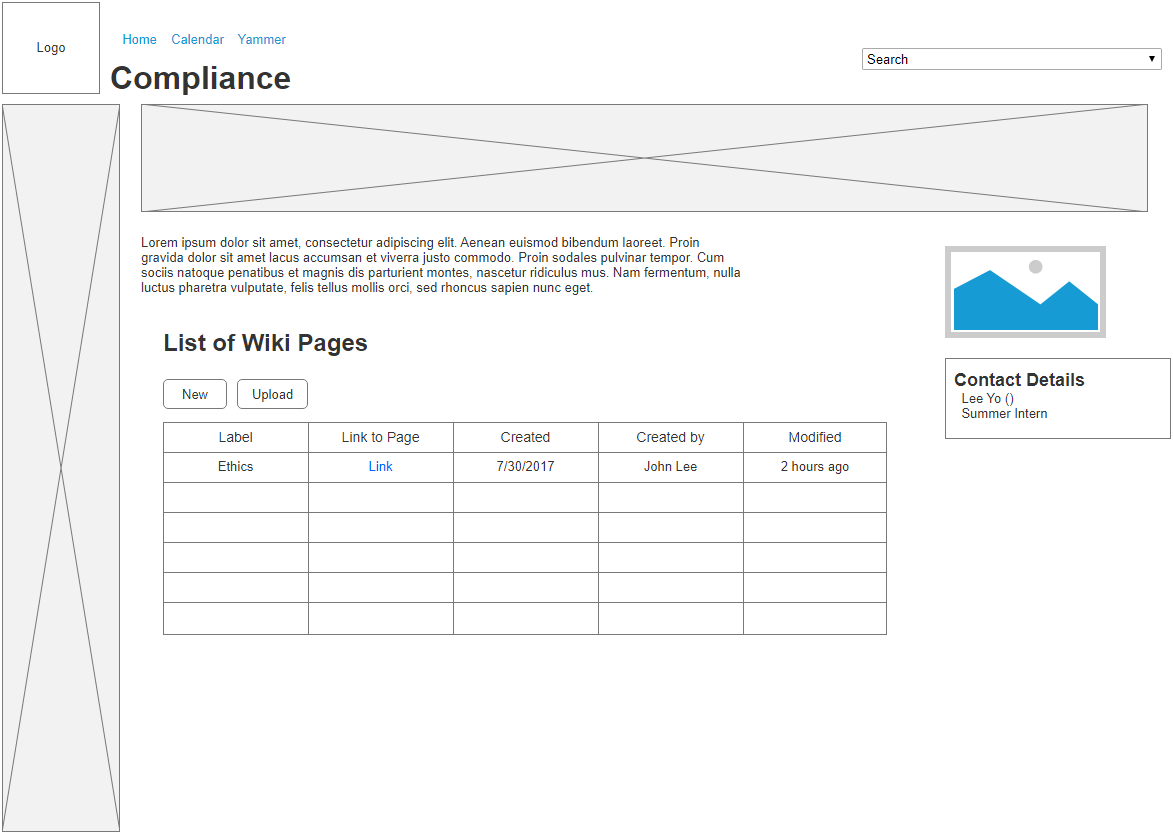 Logo
Home Calendar Yammer
Search
Compliance
Lorem ipsum dolor sit amet, consectetur adipiscing elit. Aenean euismod bibendum laoreet. Proin
gravida dolor sit amet lacus accumsan et viverra justo commodo. Proin sodales pulvinar tempor. Cum
sociis natoque penatibus et magnis dis parturient montes, nascetur ridiculus mus. Nam fermentum, nulla
luctus pharetra vulputate, felis tellus mollis orci, sed rhoncus sapien nunc eget.
List of Wiki Pages
New Upload
Label Link to Page Created Created by Modified
Ethics Link 7/30/2017 John Lee 2 hours ago
Contact Details
Lee Yo ()
Summer Intern